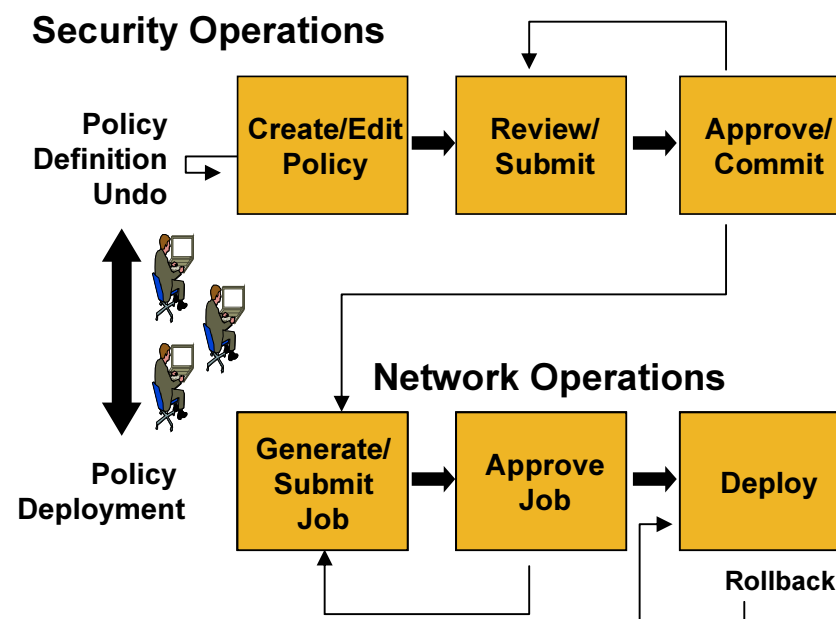 Security Operations
Policy
Definition
Undo
Create/Edit
Policy
Review/
Submit
Approve/
Commit
Network Operations
Policy
Deployment
Generate/
Submit
Job
Approve
Job
Deploy
Rollback